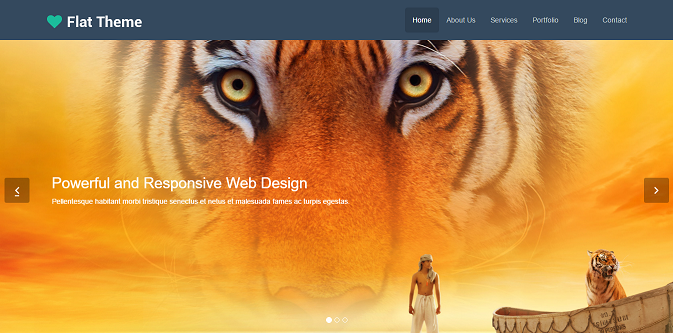 Flat Theme
Home About Us Services Portfolio Blog Contact
Powerful and Responsive Web Design
Pellentesque habitant morbi tristique senectus et netus et malesuada fames ac turpis egestas.